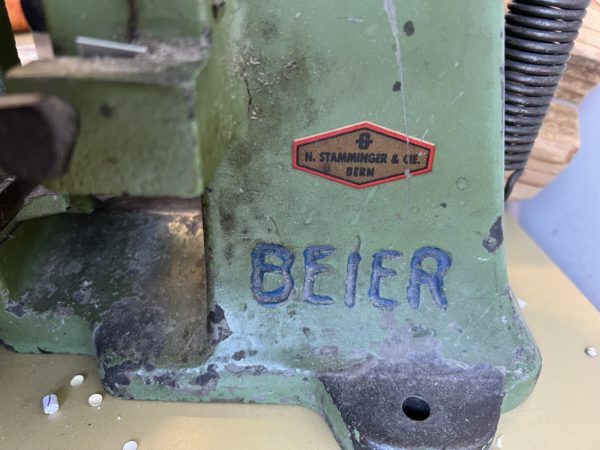 H. STAMMINGER & CIE.
BERN
BEIER